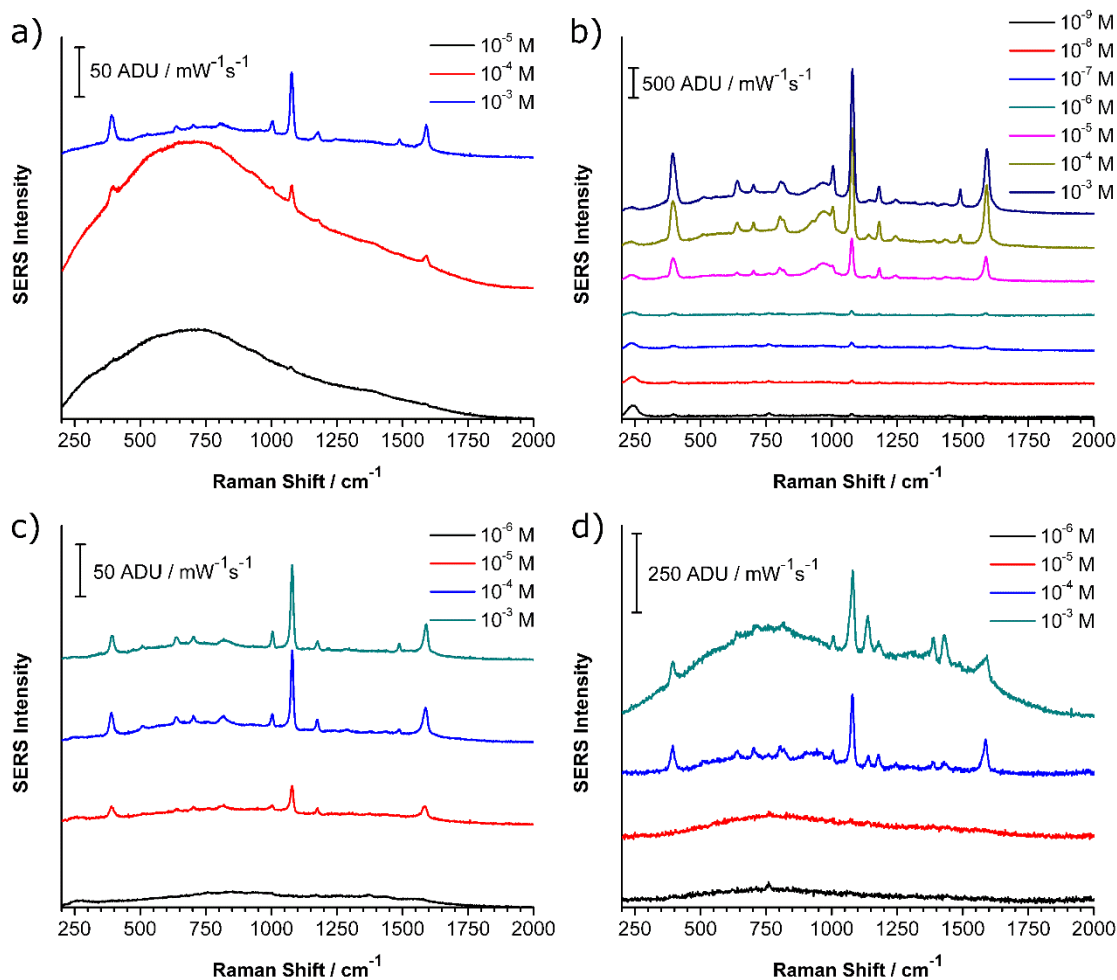 a)
50 ADU / mW⁻¹s⁻¹
10⁻⁵ M
10⁻⁴ M
10⁻³ M
SERS Intensity
250 500 750 1000 1250 1500 1750 2000
Raman Shift / cm⁻¹
b)
500 ADU / mW⁻¹s⁻¹
10⁻⁹ M
10⁻⁸ M
10⁻⁷ M
10⁻⁶ M
10⁻⁵ M
10⁻⁴ M
10⁻³ M
SERS Intensity
250 500 750 1000 1250 1500 1750 2000
Raman Shift / cm⁻¹
c)
50 ADU / mW⁻¹s⁻¹
10⁻⁶ M
10⁻⁵ M
10⁻⁴ M
10⁻³ M
SERS Intensity
250 500 750 1000 1250 1500 1750 2000
Raman Shift / cm⁻¹
d)
250 ADU / mW⁻¹s⁻¹
10⁻⁶ M
10⁻⁵ M
10⁻⁴ M
10⁻³ M
SERS Intensity
250 500 750 1000 1250 1500 1750 2000
Raman Shift / cm⁻¹